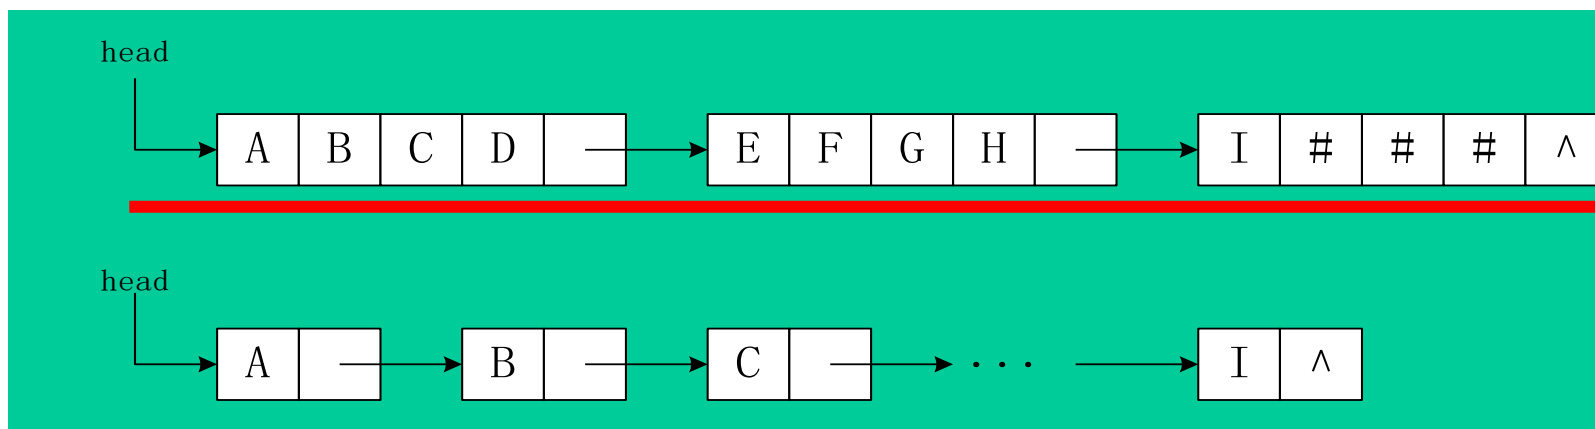 head
A B C D E F G H I # # # ^
head
A B C ... I ^